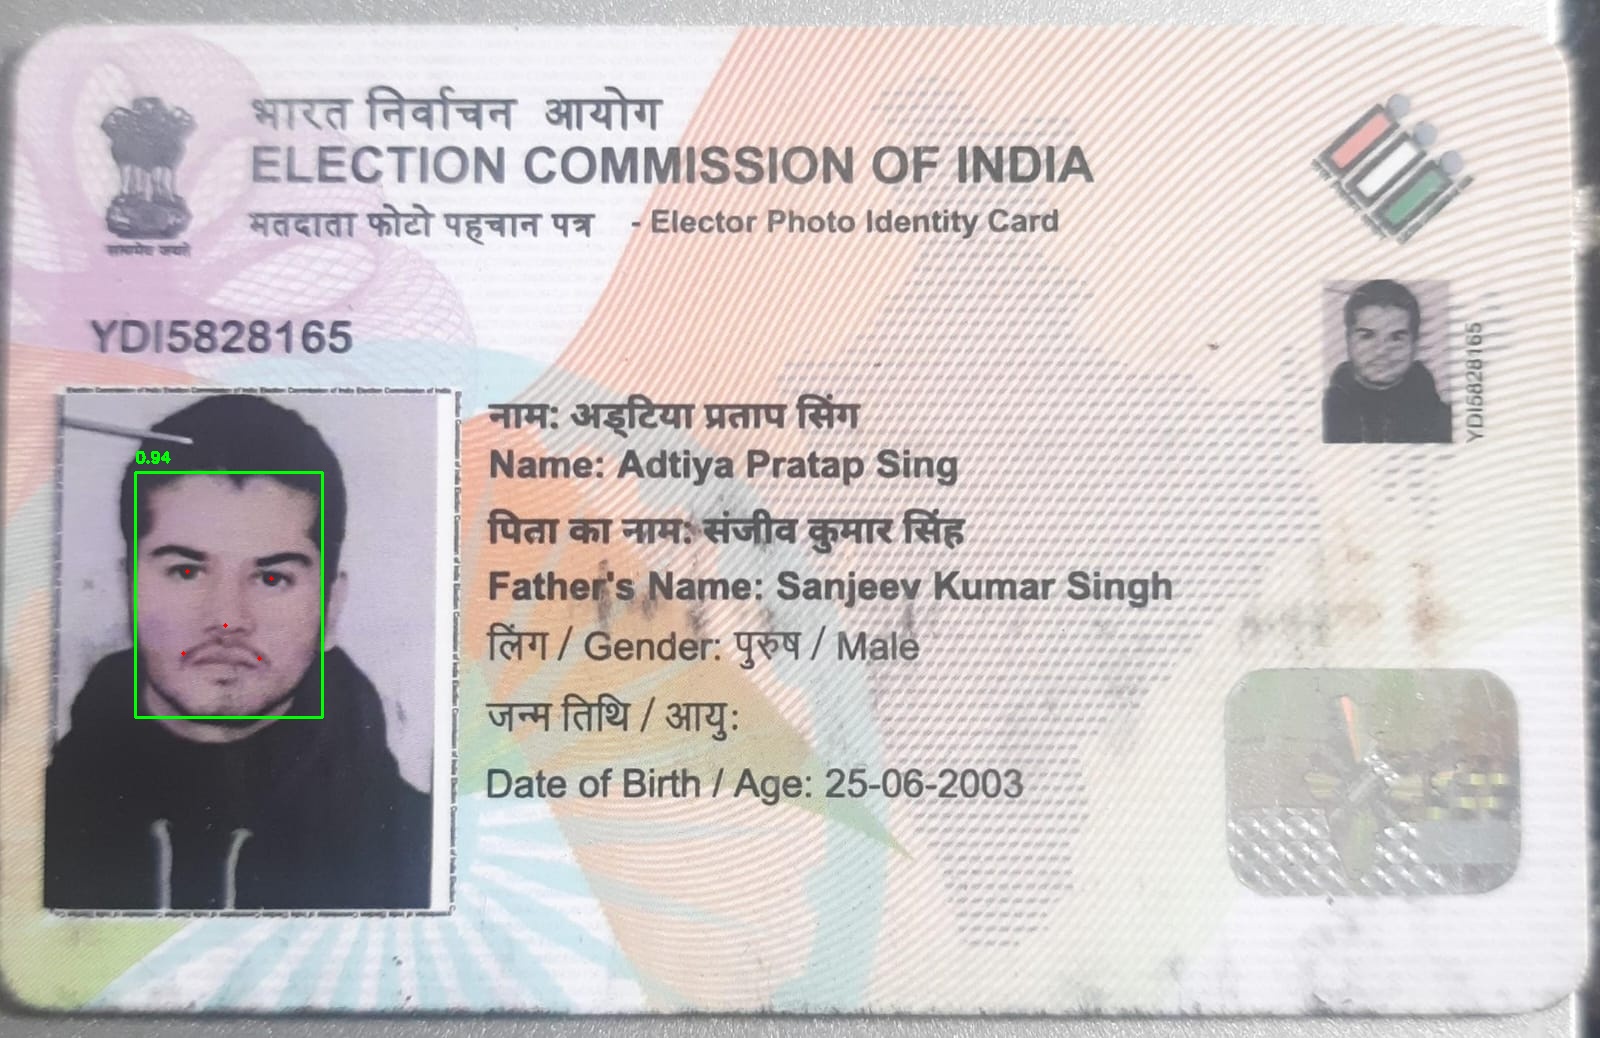 भारत निर्वाचन आयोग
ELECTION COMMISSION OF INDIA
मतदाता फोटो पहचान पत्र - Elector Photo Identity Card
सत्यमेव जयते
YDI5828165
YDI5828165
0.94
नाम: अड्टिया प्रताप सिंग
Name: Adtiya Pratap Sing
पिता का नाम: संजीव कुमार सिंह
Father's Name: Sanjeev Kumar Singh
लिंग / Gender: पुरुष / Male
जन्म तिथि / आयु:
Date of Birth / Age: 25-06-2003